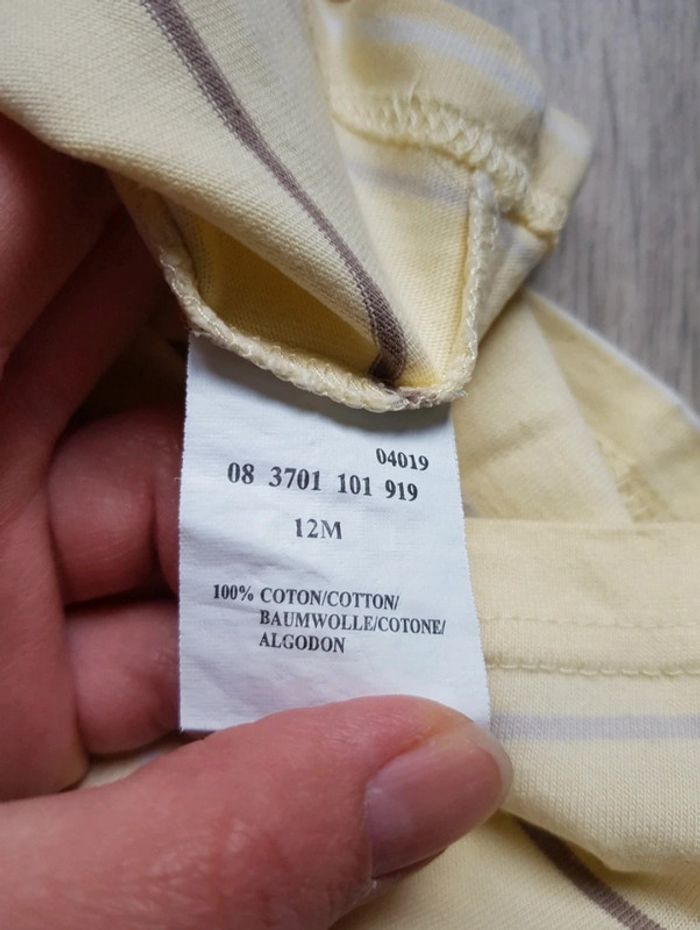 04019
08 3701 101 919
12M
100% COTON/COTTON/
BAUMWOLLE/COTONE/
ALGODON